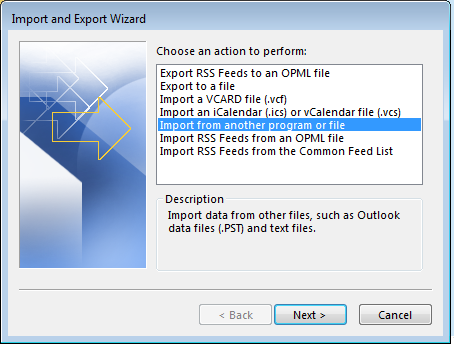 Import and Export Wizard
Choose an action to perform:
Export RSS Feeds to an OPML file
Export to a file
Import a VCARD file (.vcf)
Import an iCalendar (.ics) or vCalendar file (.vcs)
Import from another program or file
Import RSS Feeds from an OPML file
Import RSS Feeds from the Common Feed List
Description
Import data from other files, such as Outlook
data files (.PST) and text files.
< Back
Next >
Cancel